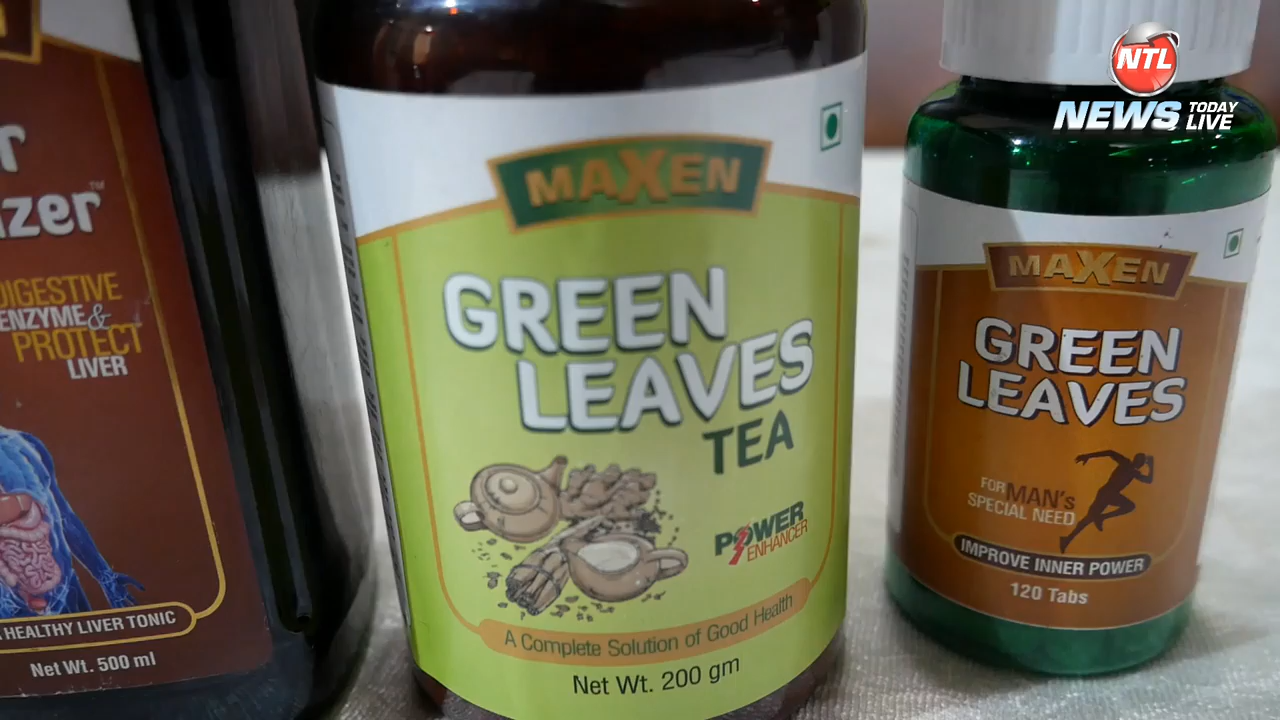 zer™
DIGESTIVE
ENZYME &
PROTECT
LIVER
HEALTHY LIVER TONIC
Net Wt. 500 ml
MAXEN
GREEN
LEAVES
TEA
POWER
ENHANCER
A Complete Solution of Good Health
Net Wt. 200 gm
MAXEN
GREEN
LEAVES
FOR MAN's
SPECIAL NEED
IMPROVE INNER POWER
120 Tabs
NTL
NEWS TODAY
LIVE